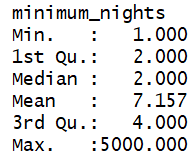 minimum_nights
Min.   :   1.000
1st Qu.:   2.000
Median :   2.000
Mean   :   7.157
3rd Qu.:   4.000
Max.   :5000.000